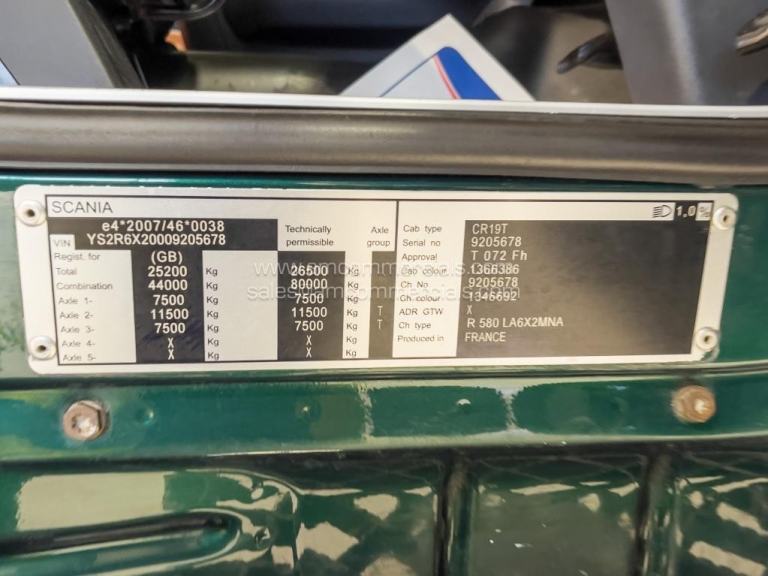 SCANIA 1,0 %
e4*2007/46*0038
VIN YS2R6X20009205678
Technically permissible
Axle group
Regist. for (GB)
Total 25200 Kg 26500 Kg
Combination 44000 Kg 80000 Kg
Axle 1- 7500 Kg 7500 Kg
Axle 2- 11500 Kg 11500 Kg T
Axle 3- 7500 Kg 7500 Kg T
Axle 4- X Kg X Kg
Axle 5- X Kg X Kg
Cab type CR19T
Serial no 9205678
Approval T 072 Fh
Cab colour 1366386
Ch No 9205678
Ch. colour 1345692
ADR GTW X
Ch type R 580 LA6X2MNA
Produced in FRANCE